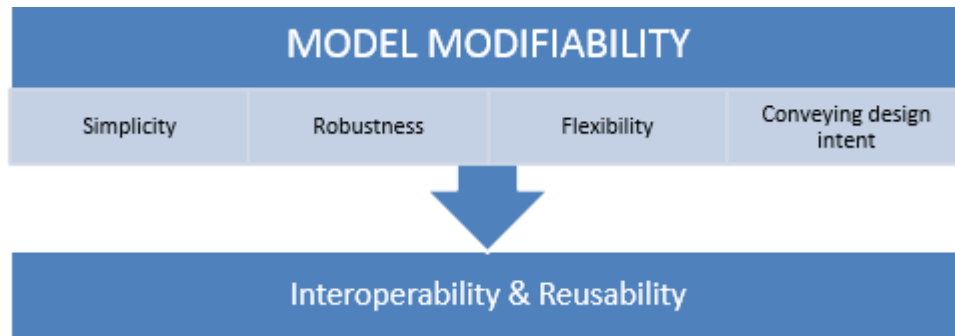 MODEL MODIFIABILITY
Simplicity
Robustness
Flexibility
Conveying design
intent
Interoperability & Reusability